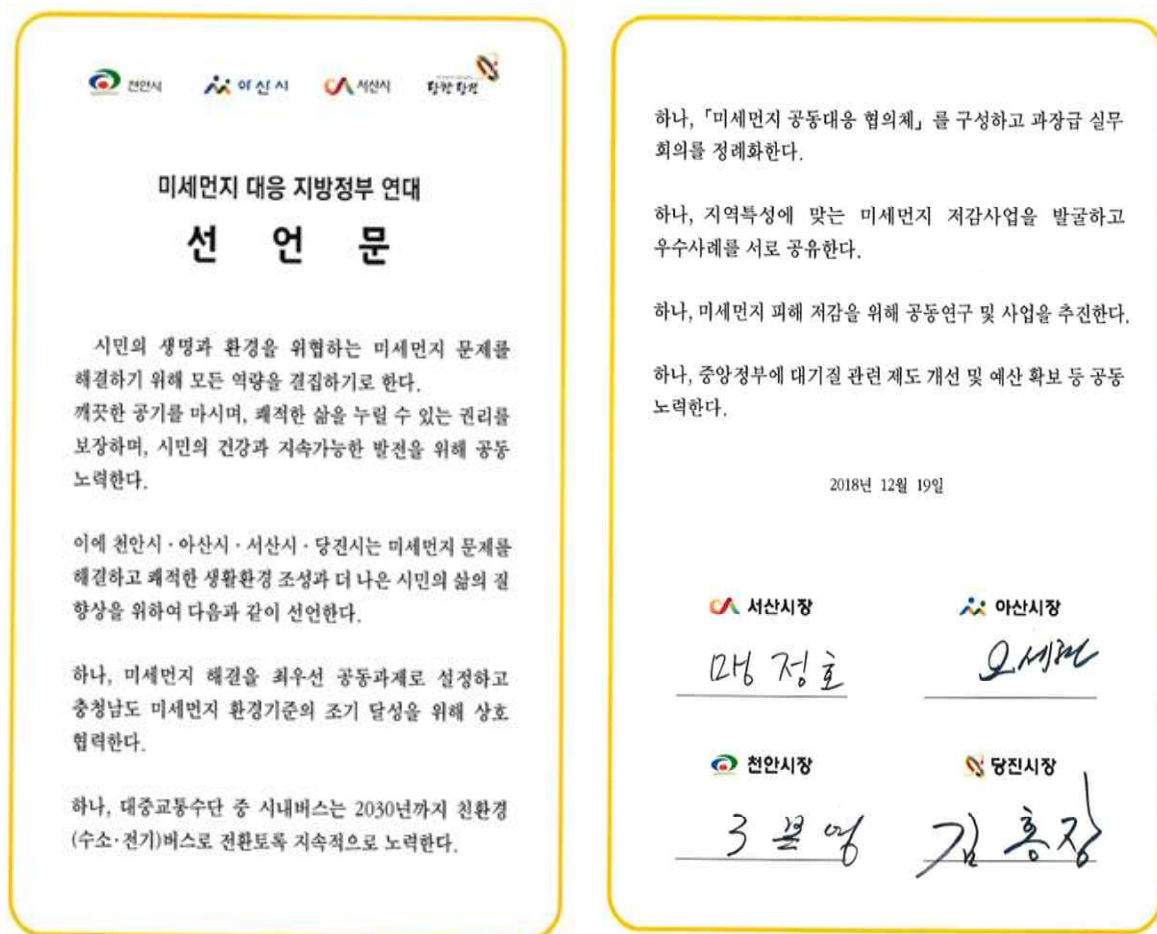 천안시 아산시 서산시 당찬당진
미세먼지 대응 지방정부 연대
선 언 문
시민의 생명과 환경을 위협하는 미세먼지 문제를
해결하기 위해 모든 역량을 결집하기로 한다.
깨끗한 공기를 마시며, 쾌적한 삶을 누릴 수 있는 권리를
보장하며, 시민의 건강과 지속가능한 발전을 위해 공동
노력한다.
이에 천안시·아산시·서산시·당진시는 미세먼지 문제를
해결하고 쾌적한 생활환경 조성과 더 나은 시민의 삶의 질
향상을 위하여 다음과 같이 선언한다.
하나, 미세먼지 해결을 최우선 공동과제로 설정하고
충청남도 미세먼지 환경기준의 조기 달성을 위해 상호
협력한다.
하나, 대중교통수단 중 시내버스는 2030년까지 친환경
(수소·전기)버스로 전환토록 지속적으로 노력한다.
하나, 「미세먼지 공동대응 협의체」를 구성하고 과장급 실무
회의를 정례화한다.
하나, 지역특성에 맞는 미세먼지 저감사업을 발굴하고
우수사례를 서로 공유한다.
하나, 미세먼지 피해 저감을 위해 공동연구 및 사업을 추진한다.
하나, 중앙정부에 대기질 관련 제도 개선 및 예산 확보 등 공동
노력한다.
2018년 12월 19일
서산시장 아산시장
맹정호 오세현
천안시장 당진시장
구본영 김홍장